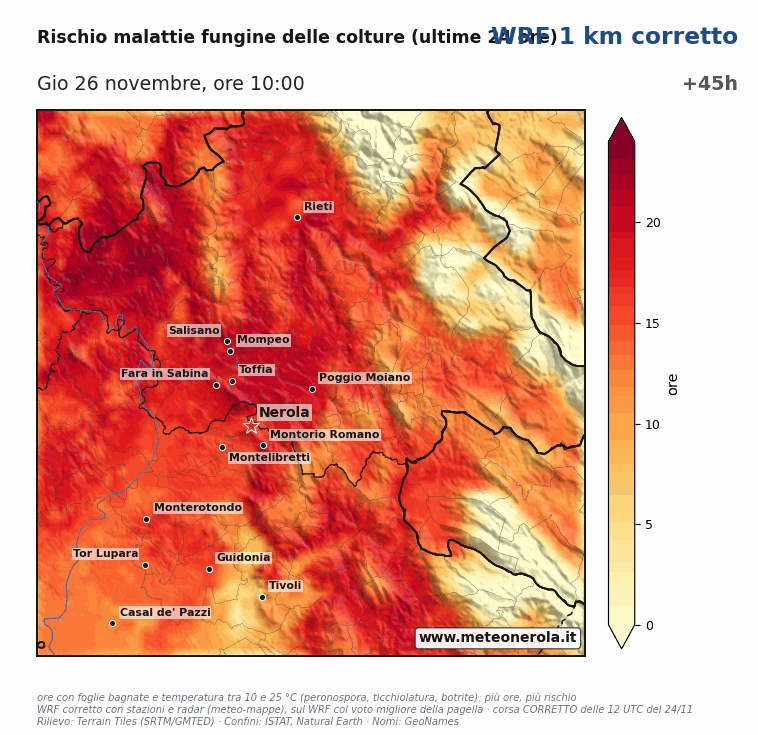 Rischio malattie fungine delle colture (ultime 24 ore)
WRF 1 km corretto
Gio 26 novembre, ore 10:00
+45h
Rieti
Salisano
Mompeo
Toffia
Fara in Sabina
Poggio Moiano
Nerola
Montorio Romano
Montelibretti
Monterotondo
Tor Lupara
Guidonia
Tivoli
Casal de' Pazzi
www.meteonerola.it
20
15
10
5
0
ore
ore con foglie bagnate e temperatura tra 10 e 25 °C (peronospora, ticchiolatura, botrite): più ore, più rischio
WRF corretto con stazioni e radar (meteo-mappe), sul WRF col voto migliore della pagella · corsa CORRETTO delle 12 UTC del 24/11
Rilievo: Terrain Tiles (SRTM/GMTED) · Confini: ISTAT, Natural Earth · Nomi: GeoNames